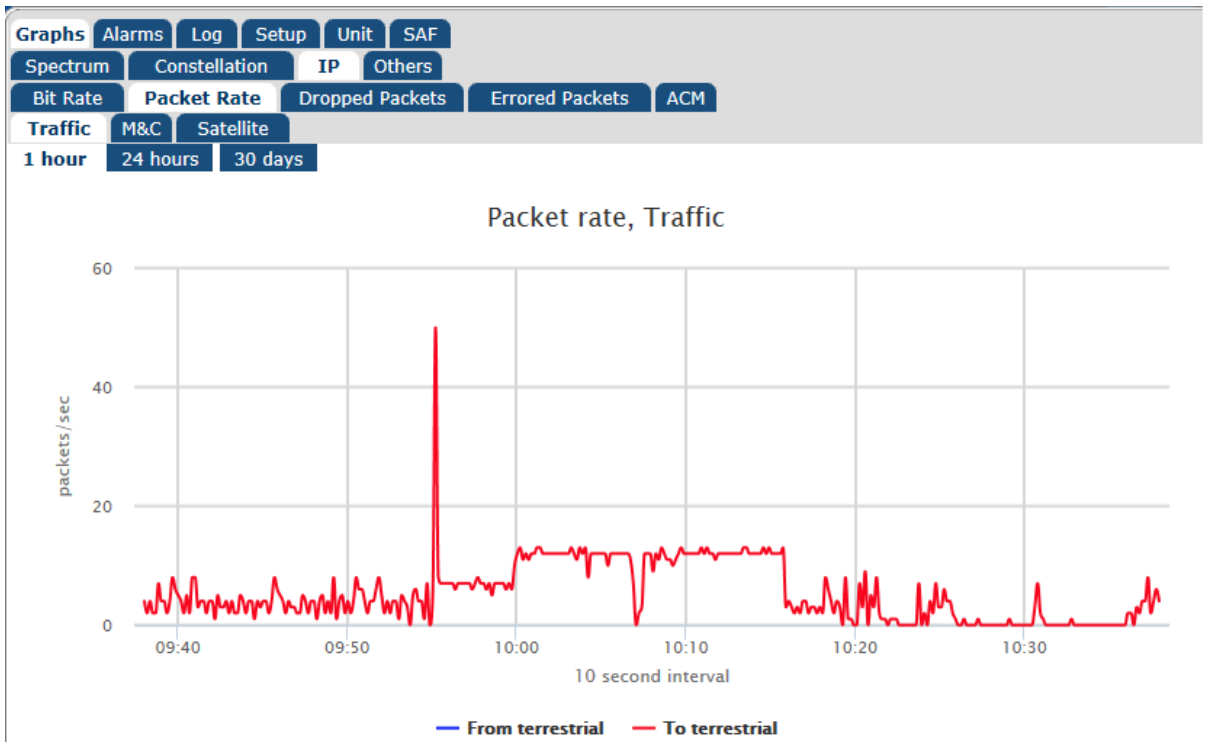 Graphs Alarms Log Setup Unit SAF
Spectrum Constellation IP Others
Bit Rate Packet Rate Dropped Packets Errored Packets ACM
Traffic M&C Satellite
1 hour 24 hours 30 days
Packet rate, Traffic
60
40
20
0
packets/sec
09:40 09:50 10:00 10:10 10:20 10:30
10 second interval
From terrestrial To terrestrial